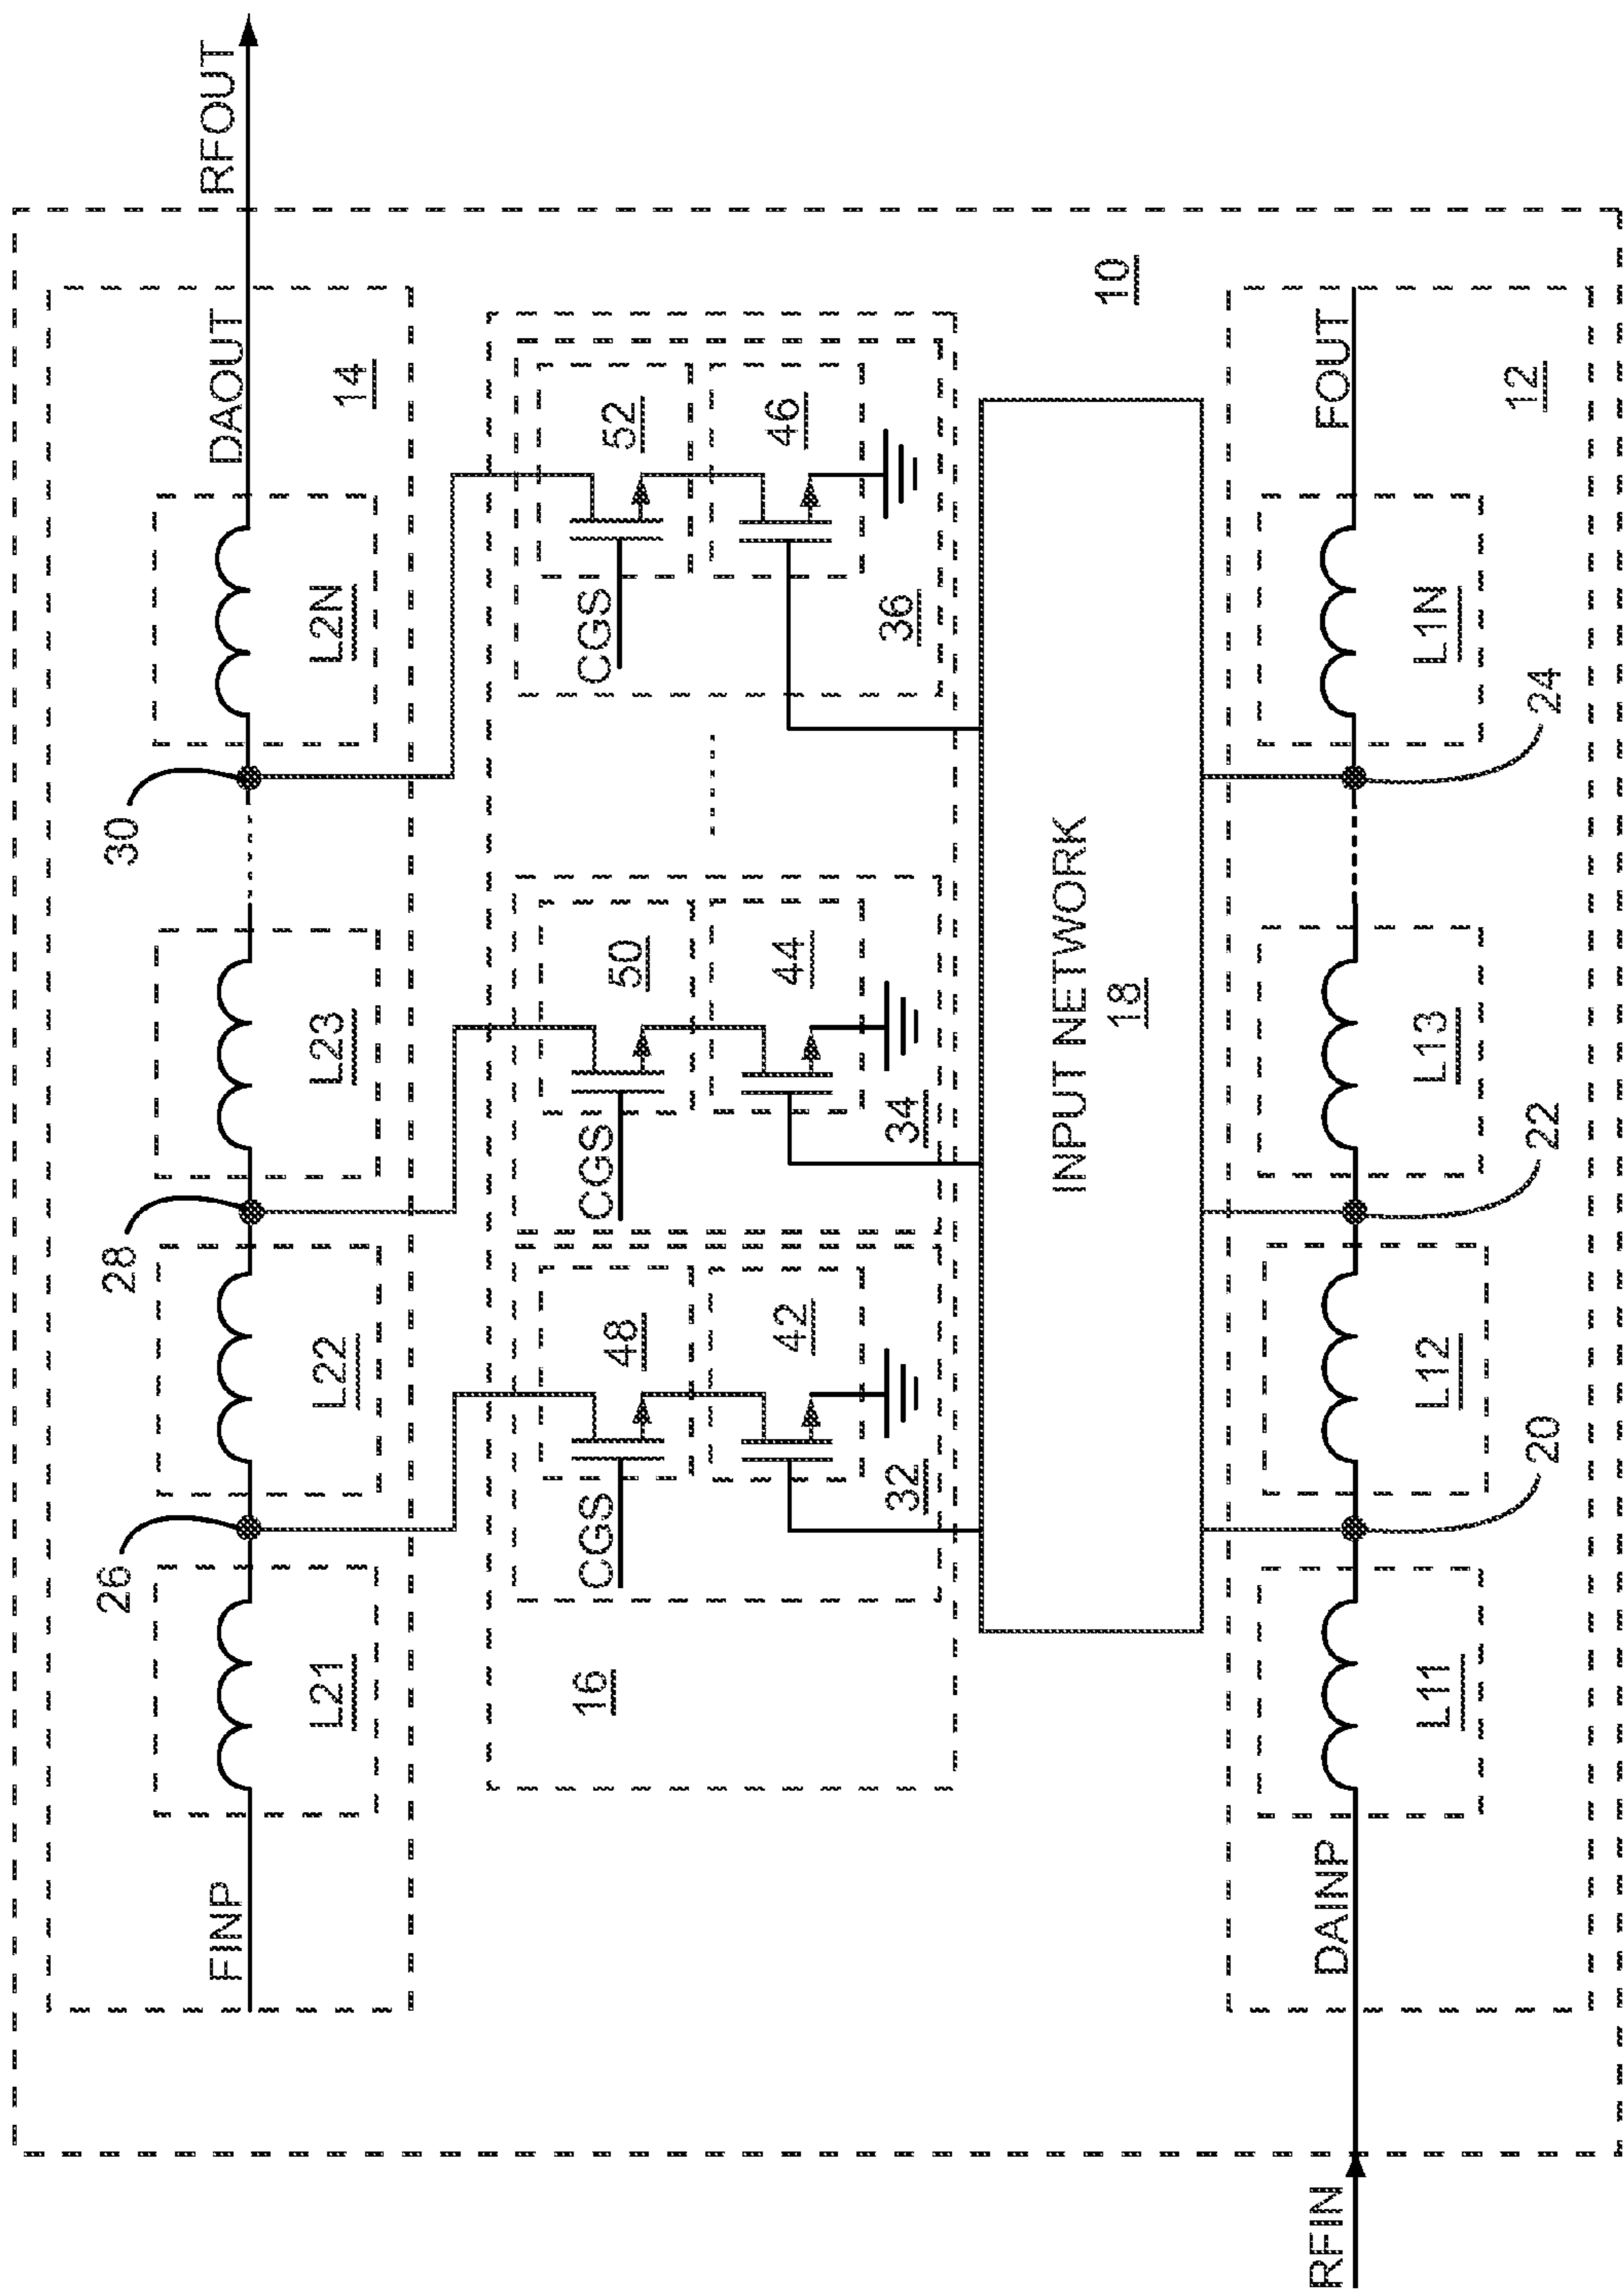 RFOUT
DAOUT
14
FINP
L21
L22
L23
L2N
26
28
30
16
CGS
48
42
32
CGS
50
44
34
CGS
52
46
36
10
INPUT NETWORK
18
RFIN
DAINP
FOUT
L11
L12
L13
L1N
12
20
22
24